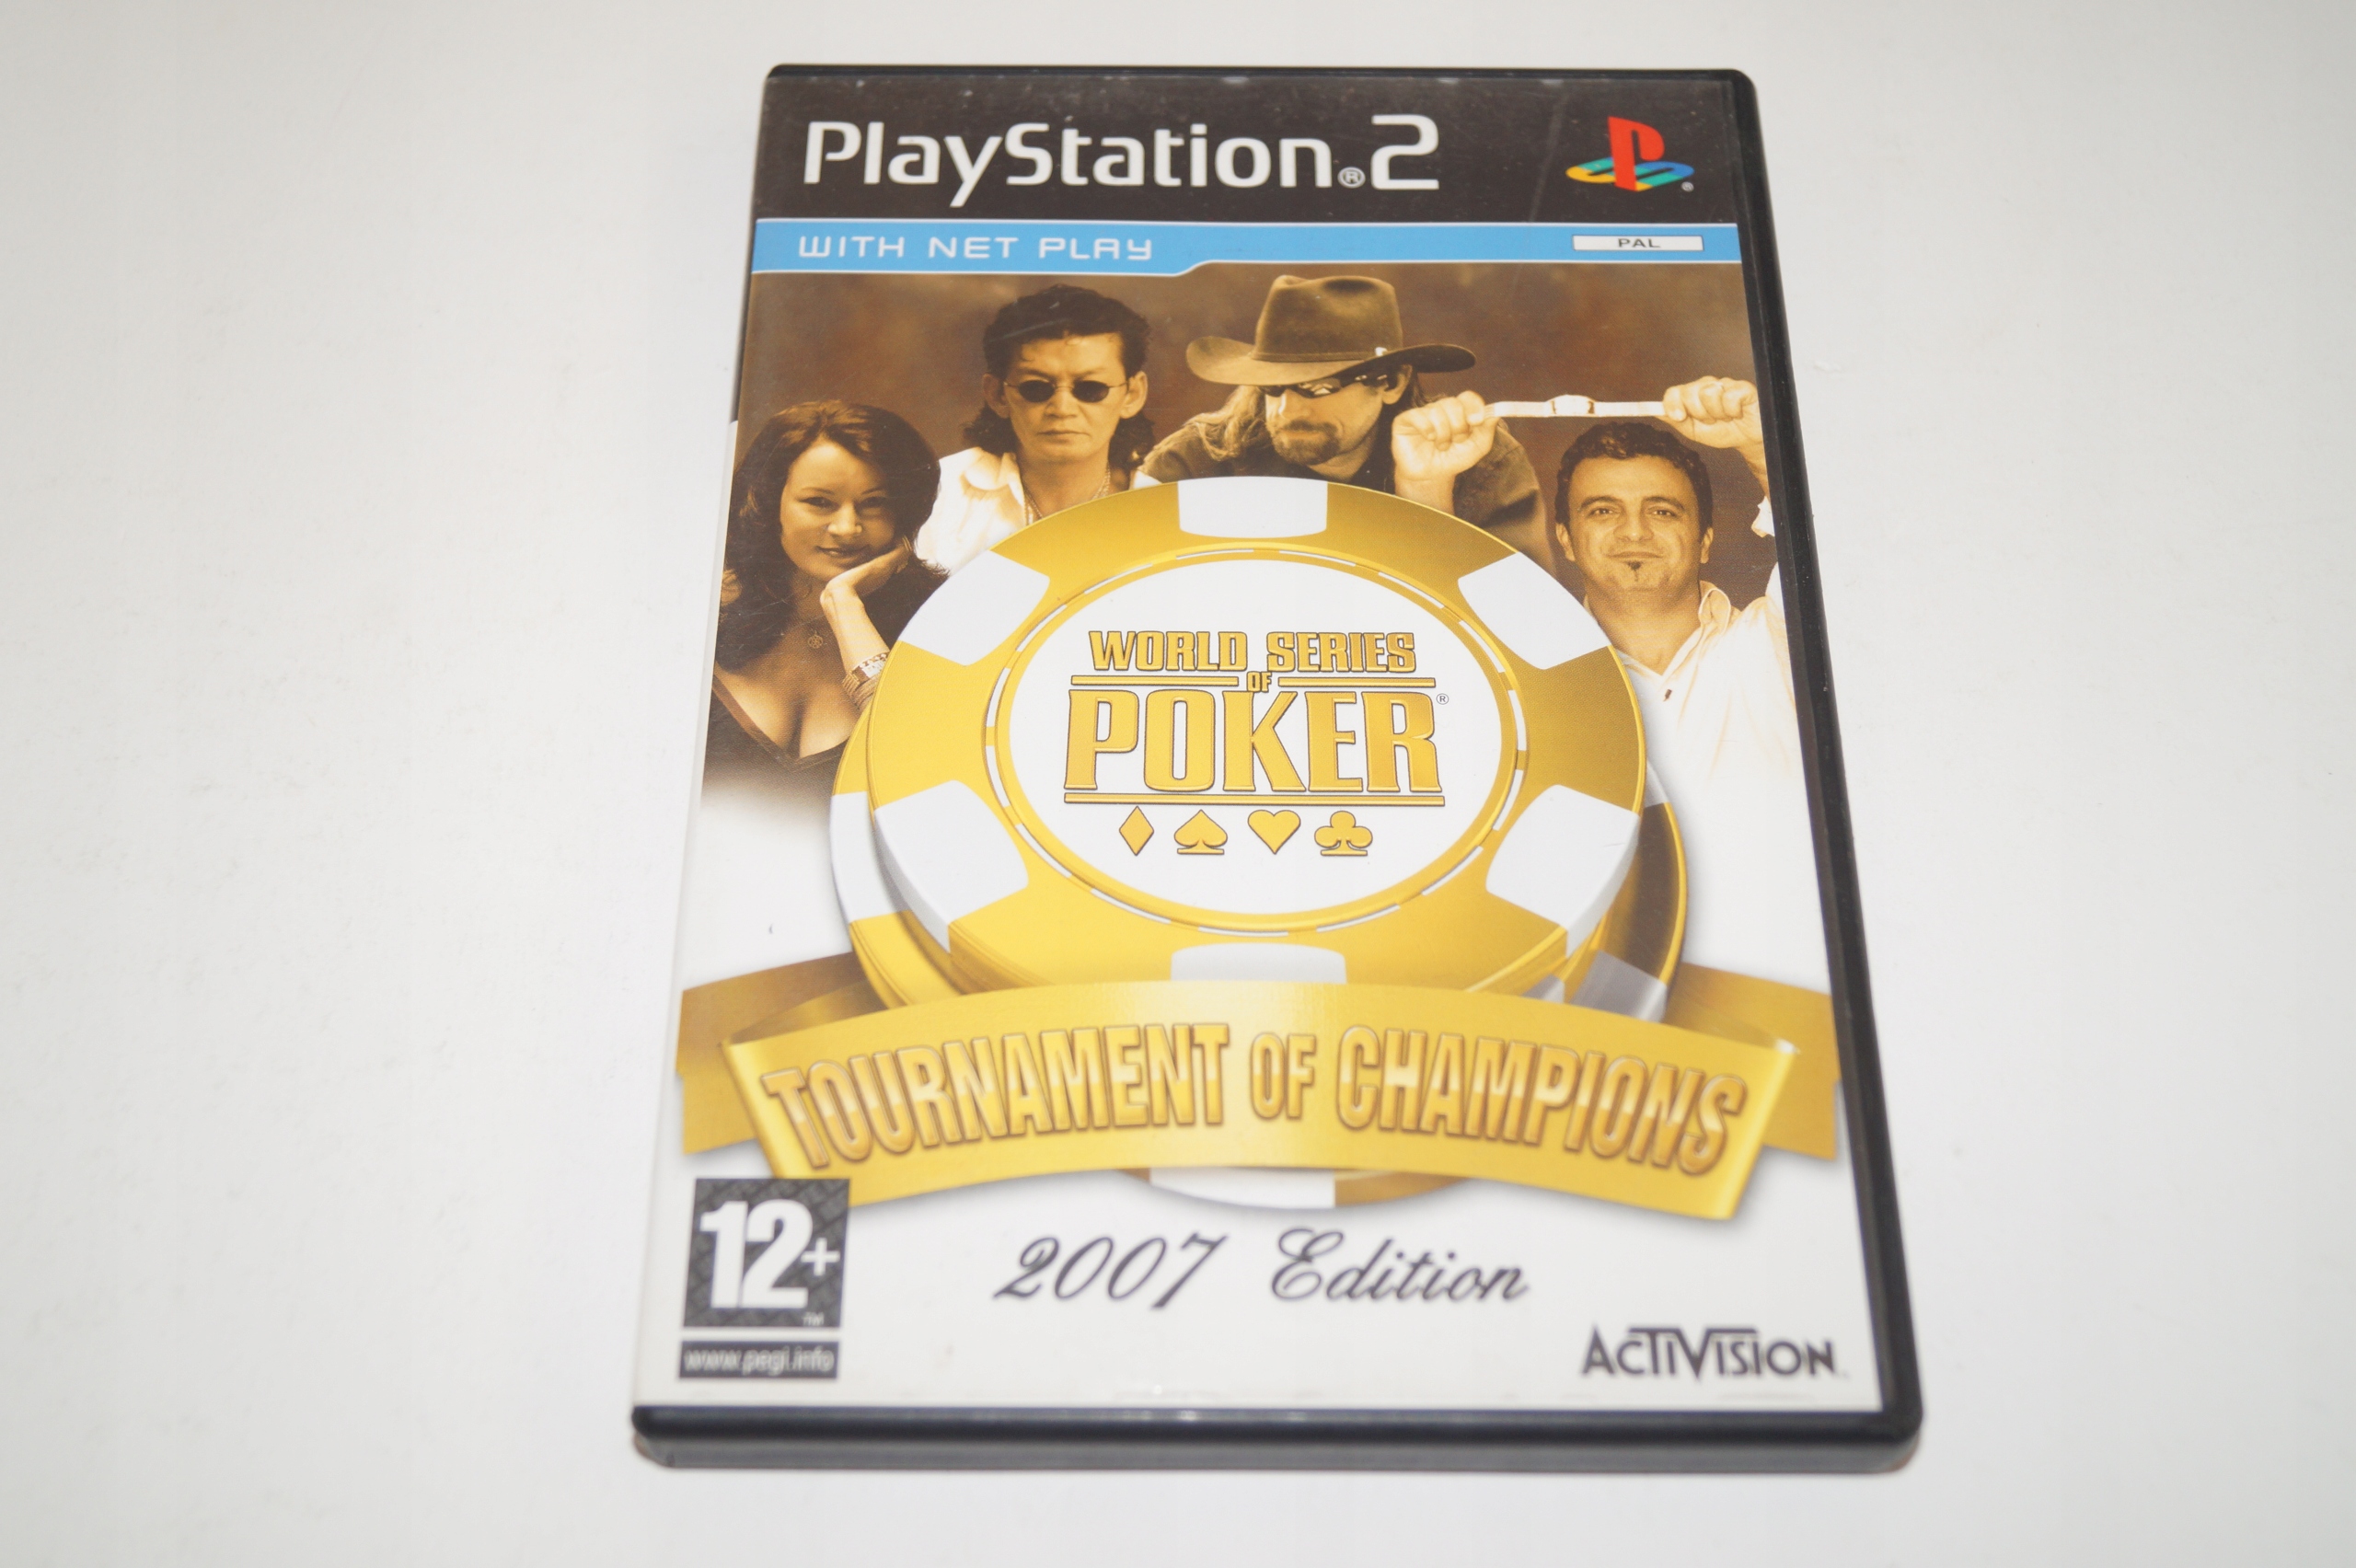 PlayStation®2
WITH NET PLAY
PAL
WORLD SERIES
OF
POKER®
TOURNAMENT OF CHAMPIONS
2007 Edition
12+
www.pegi.info
ACTIVISION